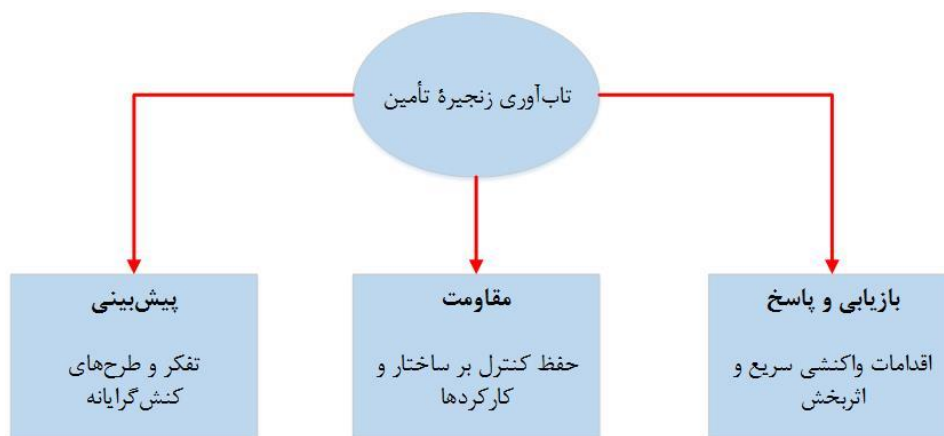 تاب‌آوری زنجیرۀ تأمین
بازیابی و پاسخ
اقدامات واکنشی سریع و
اثربخش
مقاومت
حفظ کنترل بر ساختار و
کارکردها
پیش‌بینی
تفکر و طرح‌های
کنش‌گرایانه